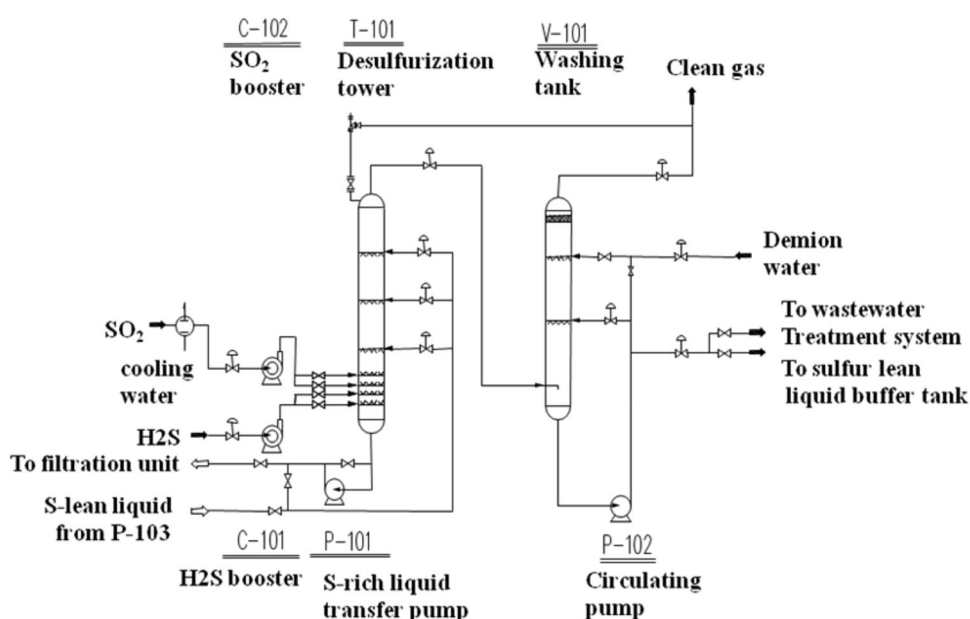 C-102
SO₂
booster
T-101
Desulfurization
tower
V-101
Washing
tank
Clean gas
Demion
water
To wastewater
Treatment system
To sulfur lean
liquid buffer tank
SO₂
cooling
water
H2S
To filtration unit
S-lean liquid
from P-103
C-101
H2S booster
P-101
S-rich liquid
transfer pump
P-102
Circulating
pump